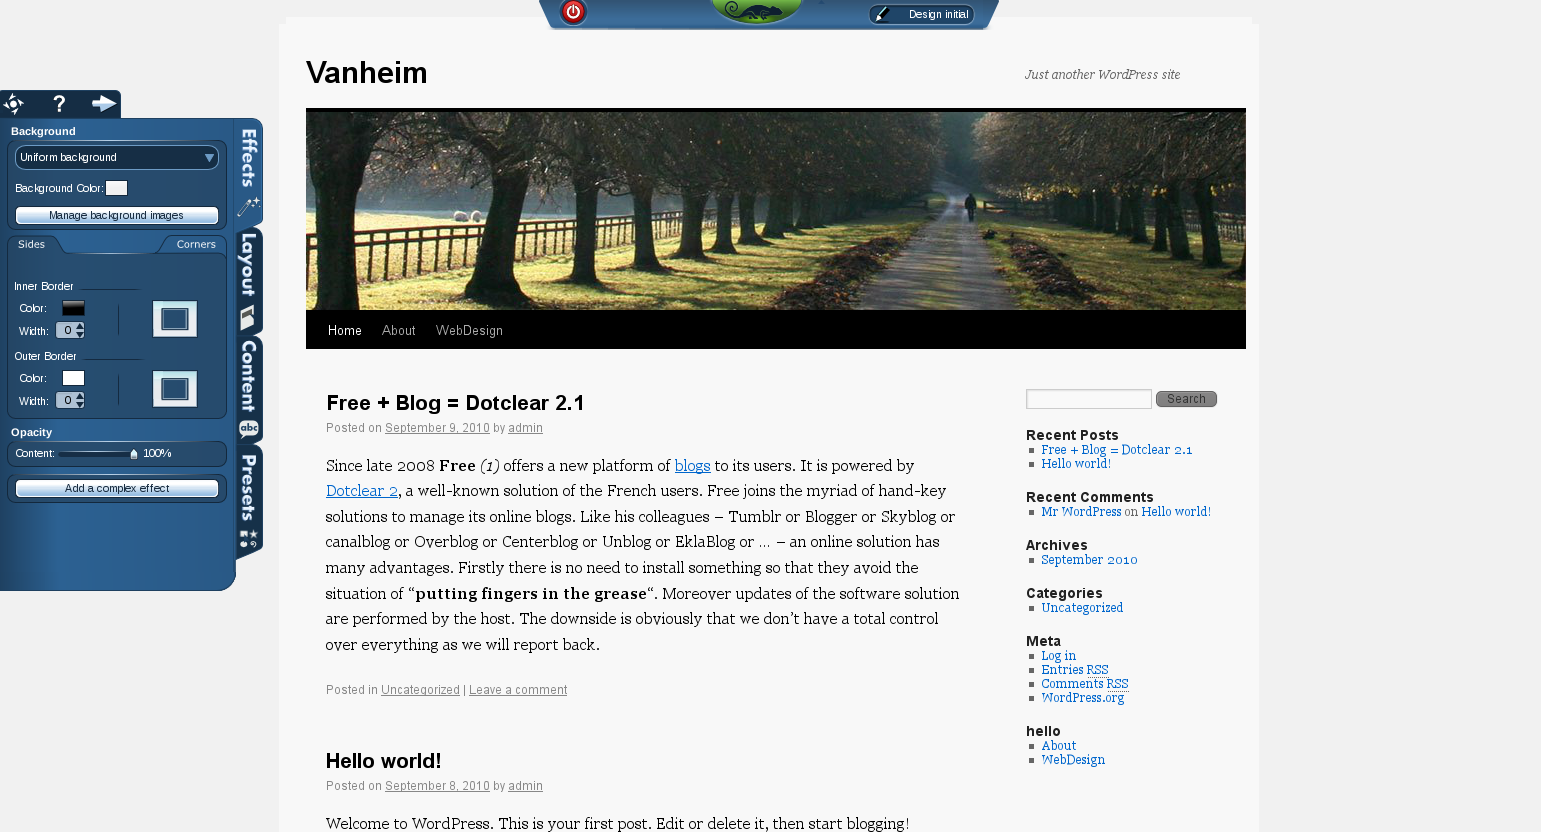 Design initial
Vanheim
Just another WordPress site
?
Effects
Layout
Content
abc
Presets
Background
Uniform background
Background Color:
Manage background images
Sides
Corners
Inner Border
Color:
Width: 0
Outer Border
Color:
Width: 0
Opacity
Content: 100%
Add a complex effect
Home About WebDesign
Free + Blog = Dotclear 2.1
Posted on September 9, 2010 by admin
Since late 2008 Free (1) offers a new platform of blogs to its users. It is powered by
Dotclear 2, a well-known solution of the French users. Free joins the myriad of hand-key
solutions to manage its online blogs. Like his colleagues – Tumblr or Blogger or Skyblog or
canalblog or Overblog or Centerblog or Unblog or EklaBlog or ... – an online solution has
many advantages. Firstly there is no need to install something so that they avoid the
situation of “putting fingers in the grease“. Moreover updates of the software solution
are performed by the host. The downside is obviously that we don’t have a total control
over everything as we will report back.
Posted in Uncategorized | Leave a comment
Hello world!
Posted on September 8, 2010 by admin
Welcome to WordPress. This is your first post. Edit or delete it, then start blogging!
Search
Recent Posts
Free + Blog = Dotclear 2.1
Hello world!
Recent Comments
Mr WordPress on Hello world!
Archives
September 2010
Categories
Uncategorized
Meta
Log in
Entries RSS
Comments RSS
WordPress.org
hello
About
WebDesign